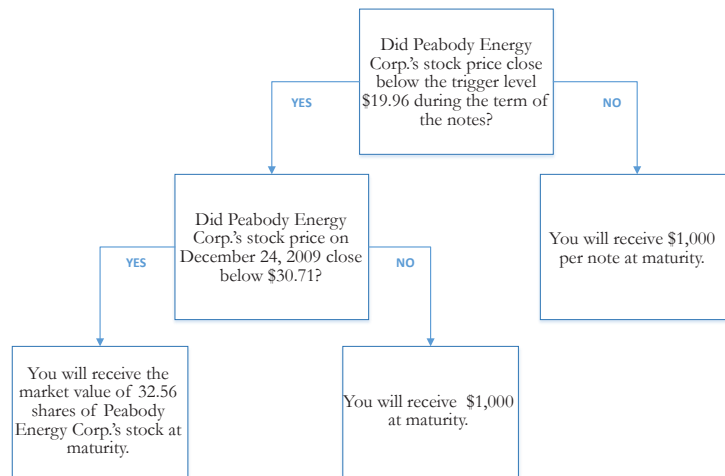 Did Peabody Energy
Corp.'s stock price close
below the trigger level
$19.96 during the term of
the notes?
YES
NO
Did Peabody Energy
Corp.'s stock price on
December 24, 2009 close
below $30.71?
You will receive $1,000
per note at maturity.
YES
NO
You will receive the
market value of 32.56
shares of Peabody
Energy Corp.'s stock at
maturity.
You will receive $1,000
at maturity.